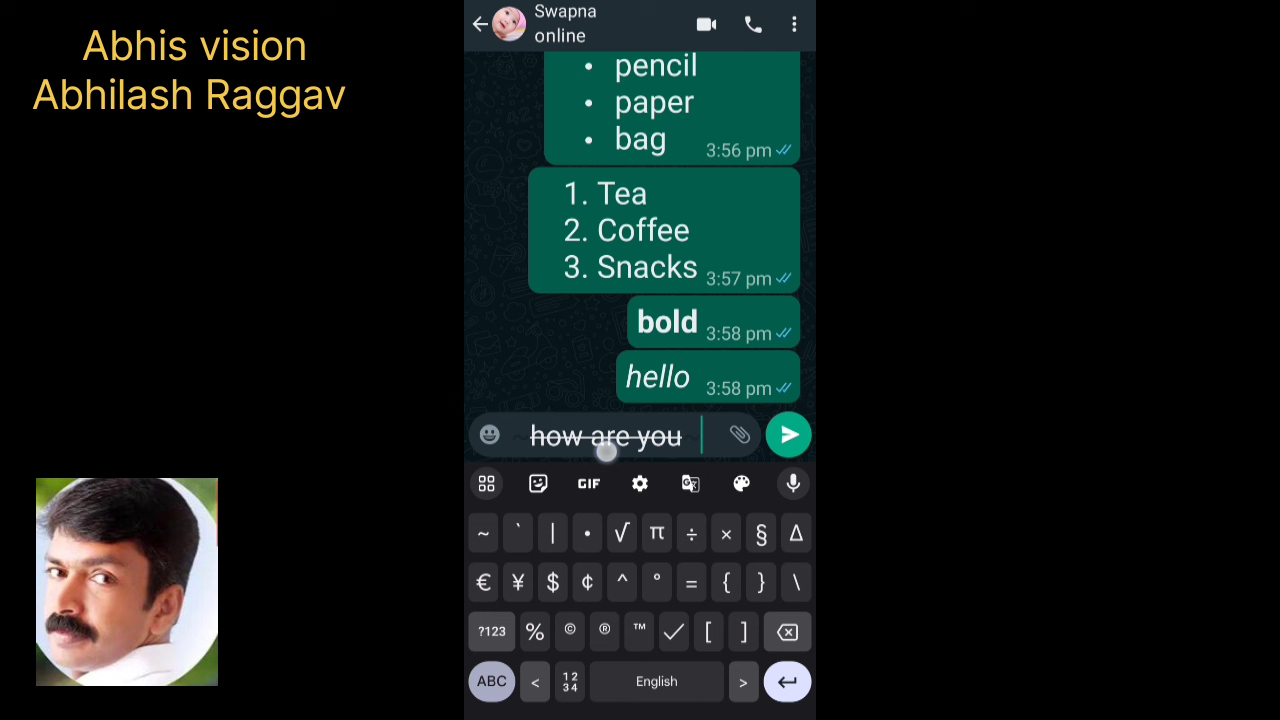 Abhis vision
Abhilash Raggav
Swapna
online
• pencil
• paper
• bag 3:56 pm
1. Tea
2. Coffee
3. Snacks 3:57 pm
bold 3:58 pm
hello 3:58 pm
how are you
GIF
~ ` | • √ π ÷ × § Δ
€ ¥ $ ¢ ^ ° = { } \
?123 % © ® ™ ✓ [ ]
ABC < 12 34 English >